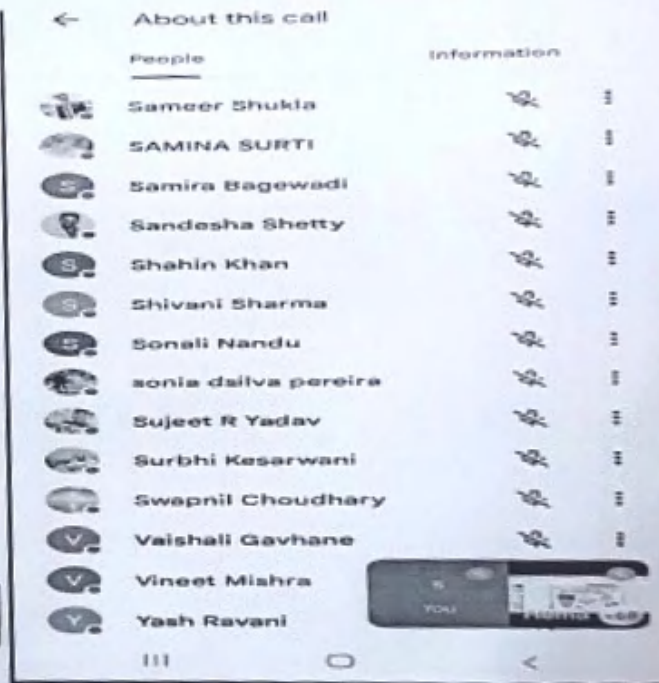 ← About this call
People Information
Sameer Shukla
SAMINA SURTI
S Samira Bagewadi
Sandesha Shetty
S Shahin Khan
S Shivani Sharma
S Sonali Nandu
sonia dsilva pereira
Sujeet R Yadav
Surbhi Kesarwani
Swapnil Choudhary
V Vaishali Gavhane
V Vineet Mishra
S
YOU
Y Yash Ravani